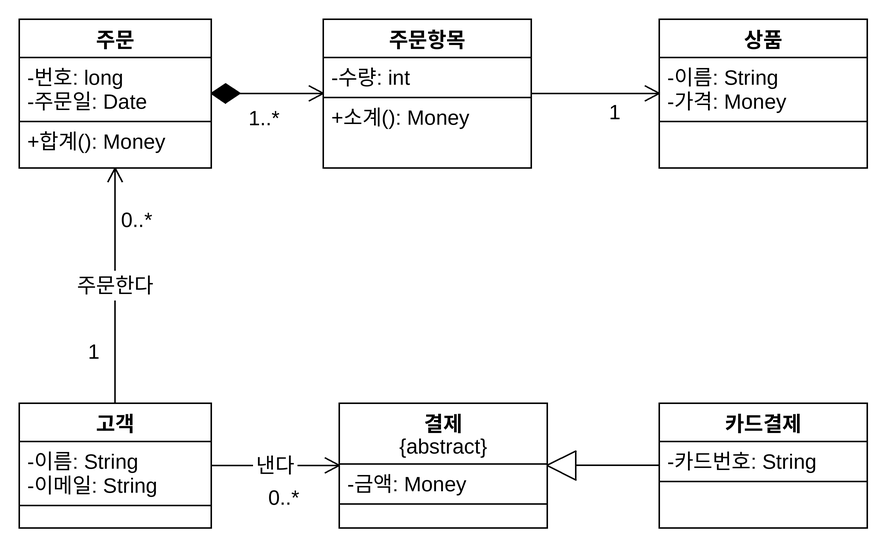 주문
-번호: long
-주문일: Date
+합계(): Money
1..*
주문항목
-수량: int
+소계(): Money
1
상품
-이름: String
-가격: Money
0..*
주문한다
1
고객
-이름: String
-이메일: String
낸다
0..*
결제
{abstract}
-금액: Money
카드결제
-카드번호: String